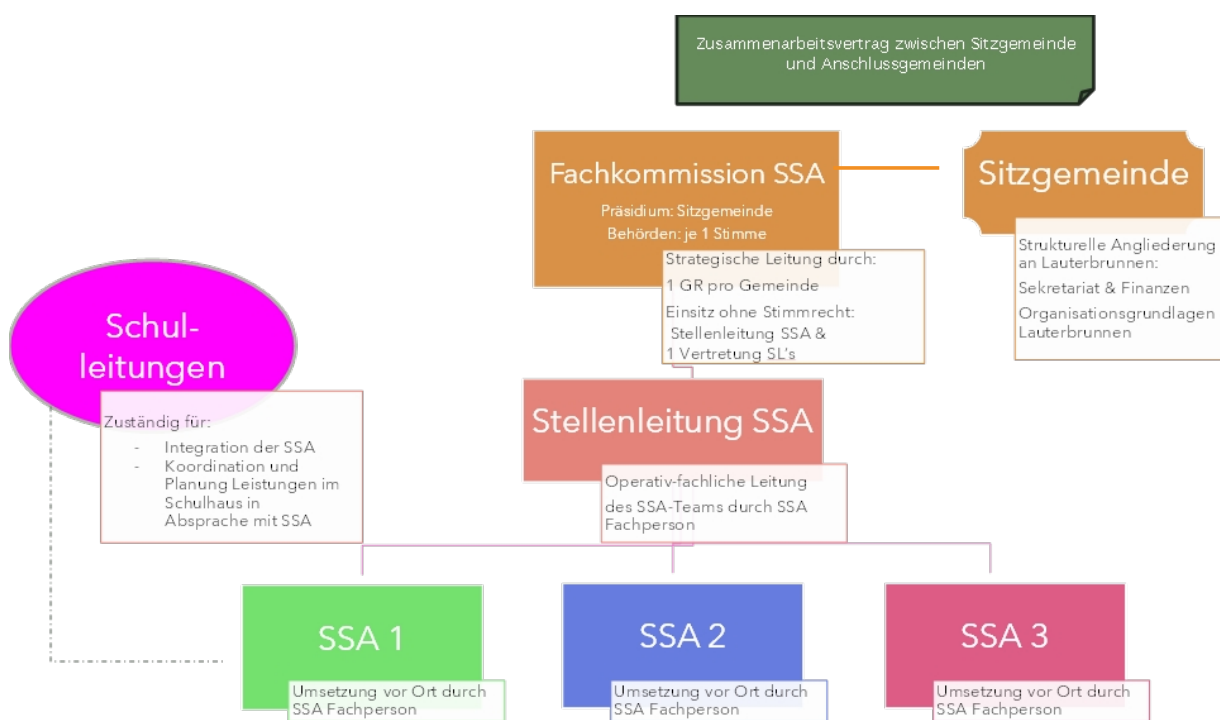 Zusammenarbeitsvertrag zwischen Sitzgemeinde
und Anschlussgemeinden
Fachkommission SSA
Präsidium: Sitzgemeinde
Behörden: je 1 Stimme
Strategische Leitung durch:
1 GR pro Gemeinde
Einsitz ohne Stimmrecht:
Stellenleitung SSA &
1 Vertretung SL's
Sitzgemeinde
Strukturelle Angliederung
an Lauterbrunnen:
Sekretariat & Finanzen
Organisationsgrundlagen
Lauterbrunnen
Schul-
leitungen
Zuständig für:
- Integration der SSA
- Koordination und
Planung Leistungen im
Schulhaus in
Absprache mit SSA
Stellenleitung SSA
Operativ-fachliche Leitung
des SSA-Teams durch SSA
Fachperson
SSA 1
Umsetzung vor Ort durch
SSA Fachperson
SSA 2
Umsetzung vor Ort durch
SSA Fachperson
SSA 3
Umsetzung vor Ort durch
SSA Fachperson